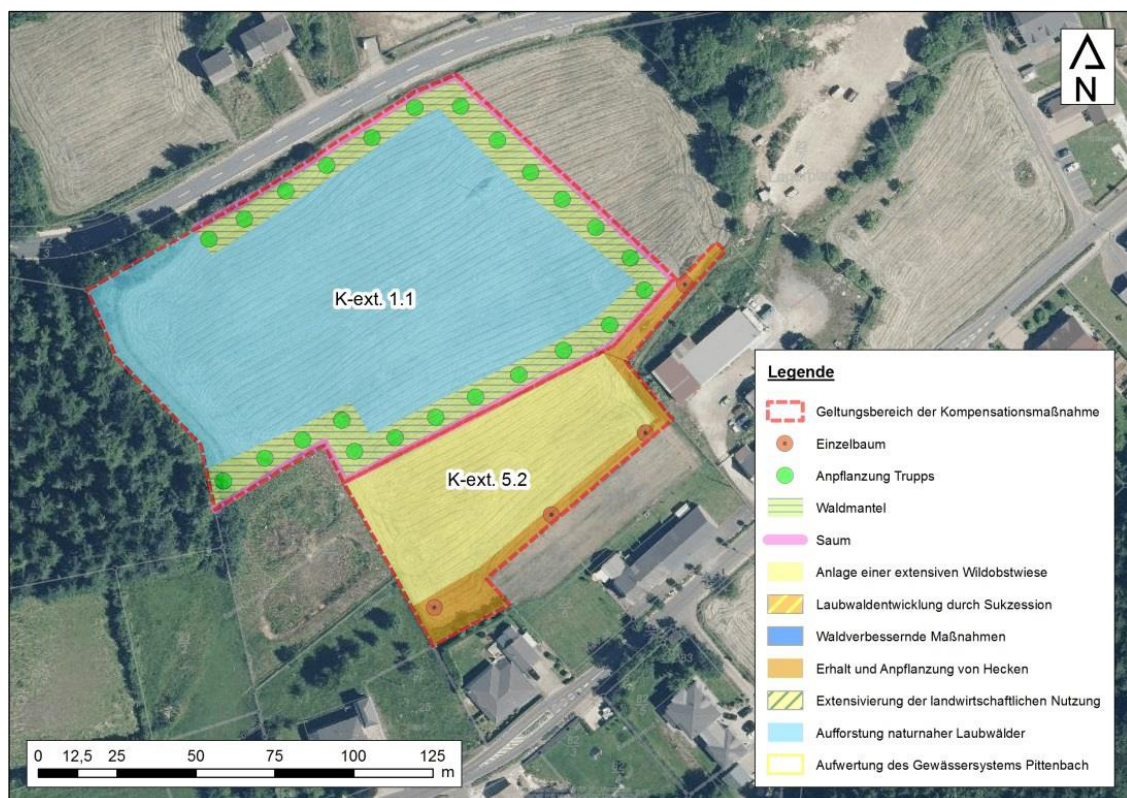 N
K-ext. 1.1
K-ext. 5.2
Legende
Geltungsbereich der Kompensationsmaßnahme
Einzelbaum
Anpflanzung Trupps
Waldmantel
Saum
Anlage einer extensiven Wildobstwiese
Laubwaldentwicklung durch Sukzession
Waldverbessernde Maßnahmen
Erhalt und Anpflanzung von Hecken
Extensivierung der landwirtschaftlichen Nutzung
Aufforstung naturnaher Laubwälder
Aufwertung des Gewässersystems Pittenbach
0 12,5 25 50 75 100 125
m